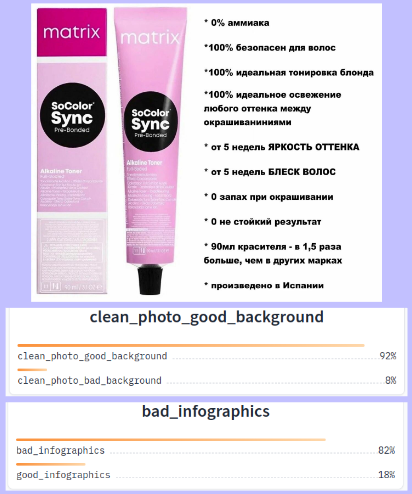 matrix
matrix
* 0% аммиака
*100% безопасен для волос
*100% идеальная тонировка блонда
*100% идеальное освежение
любого оттенка между
окрашиваниниями
* от 5 недель ЯРКОСТЬ ОТТЕНКА
* от 5 недель БЛЕСК ВОЛОС
* 0 запах при окрашивании
* 0 не стойкий результат
* 90мл красителя - в 1,5 раза
больше, чем в других марках
* произведено в Испании
SoColor
Sync
Pre-Bonded
Alkaline Toner
SoColor
Sync
Pre-Bonded
Alkaline Toner
clean_photo_good_background
clean_photo_good_background 92%
clean_photo_bad_background 8%
bad_infographics
bad_infographics 82%
good_infographics 18%